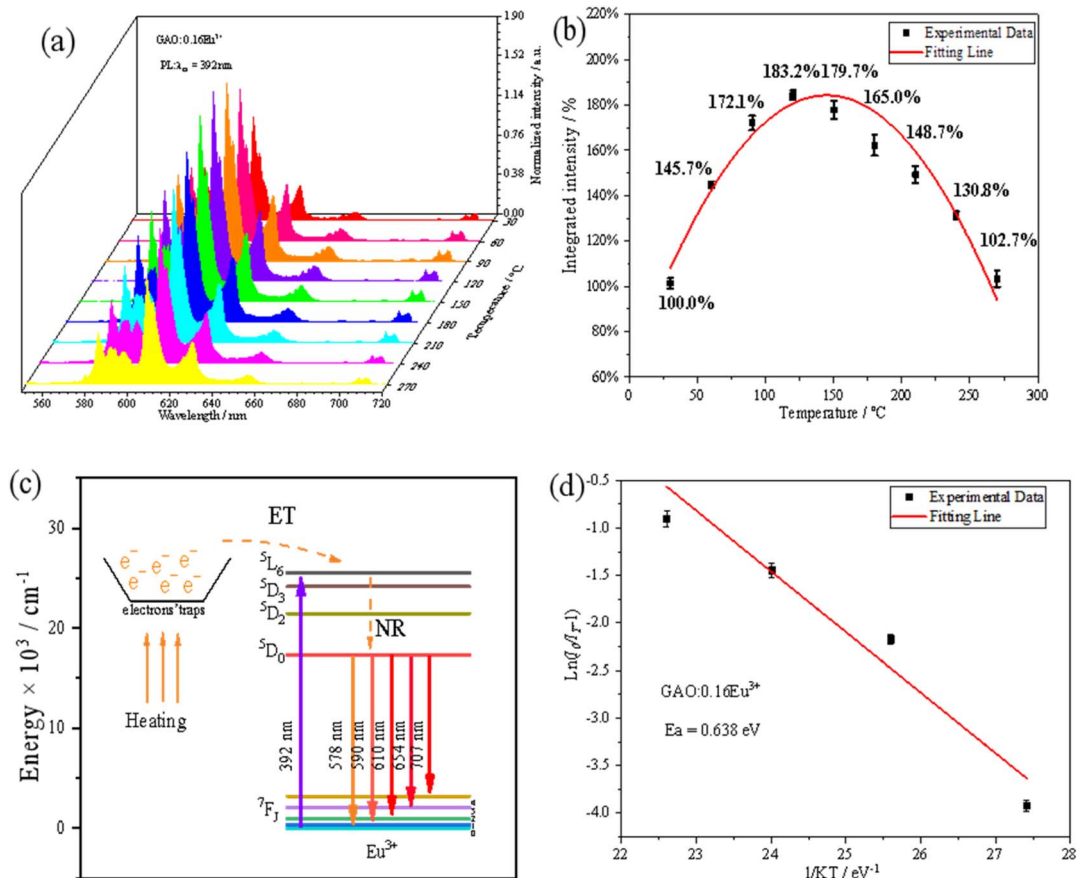 (a)
GAO:0.16Eu³⁺
PL:λₑₓ = 392nm
1.90
1.52
1.14
0.76
0.38
0.00
Normalized intensity / a.u.
30
60
90
120
150
180
210
240
270
Temperature / °C
560 580 600 620 640 660 680 700 720
Wavelength / nm
(b)
220%
200%
180%
160%
140%
120%
100%
80%
60%
Integrated intensity / %
Experimental Data
Fitting Line
183.2% 179.7%
172.1%
165.0%
148.7%
145.7%
130.8%
102.7%
100.0%
0 50 100 150 200 250 300
Temperature / °C
(c)
30
20
10
0
Energy × 10³ / cm⁻¹
ET
e⁻ e⁻ e⁻
e⁻ e⁻ e⁻
electrons'traps
Heating
⁵L₆
⁵D₃
⁵D₂
NR
⁵D₀
392 nm
578 nm
590 nm
610 nm
654 nm
707 nm
⁷F_J
Eu³⁺
(d)
-0.5
-1.0
-1.5
-2.0
-2.5
-3.0
-3.5
-4.0
Ln(I₀/I_T-1)
Experimental Data
Fitting Line
GAO:0.16Eu³⁺
Ea = 0.638 eV
22 23 24 25 26 27 28
1/KT / eV⁻¹